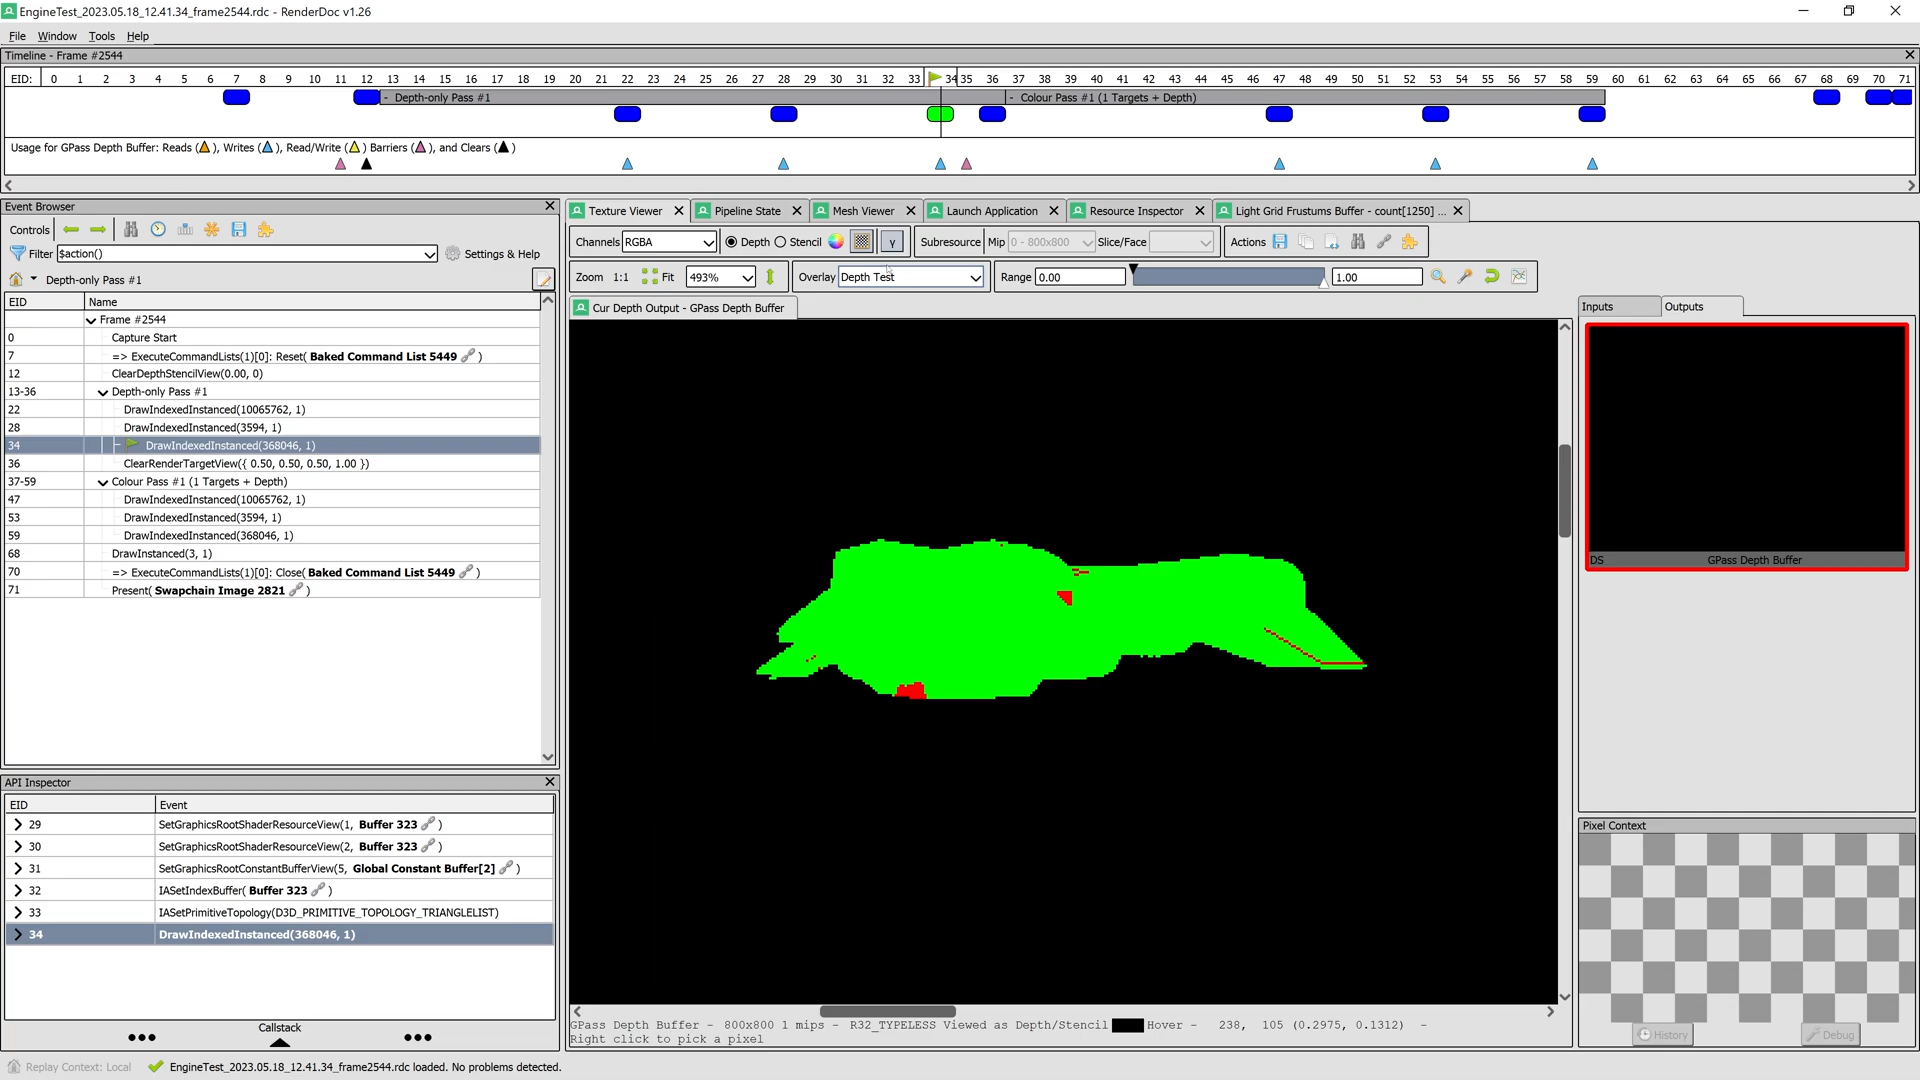 EngineTest_2023.05.18_12.41.34_frame2544.rdc - RenderDoc v1.26
File Window Tools Help
Timeline - Frame #2544
EID: 0 1 2 3 4 5 6 7 8 9 10 11 12 13 14 15 16 17 18 19 20 21 22 23 24 25 26 27 28 29 30 31 32 33 34 35 36 37 38 39 40 41 42 43 44 45 46 47 48 49 50 51 52 53 54 55 56 57 58 59 60 61 62 63 64 65 66 67 68 69 70 71
- Depth-only Pass #1 - Colour Pass #1 (1 Targets + Depth)
Usage for GPass Depth Buffer: Reads ( ), Writes ( ), Read/Write ( ) Barriers ( ), and Clears ( )
Event Browser
Controls
Filter $action() Settings & Help
Depth-only Pass #1
EID Name
Frame #2544
0 Capture Start
7 => ExecuteCommandLists(1)[0]: Reset( Baked Command List 5449 )
12 ClearDepthStencilView(0.00, 0)
13-36 Depth-only Pass #1
22 DrawIndexedInstanced(10065762, 1)
28 DrawIndexedInstanced(3594, 1)
34 DrawIndexedInstanced(368046, 1)
36 ClearRenderTargetView({ 0.50, 0.50, 0.50, 1.00 })
37-59 Colour Pass #1 (1 Targets + Depth)
47 DrawIndexedInstanced(10065762, 1)
53 DrawIndexedInstanced(3594, 1)
59 DrawIndexedInstanced(368046, 1)
68 DrawInstanced(3, 1)
70 => ExecuteCommandLists(1)[0]: Close( Baked Command List 5449 )
71 Present( Swapchain Image 2821 )
API Inspector
EID Event
29 SetGraphicsRootShaderResourceView(1, Buffer 323 )
30 SetGraphicsRootShaderResourceView(2, Buffer 323 )
31 SetGraphicsRootConstantBufferView(5, Global Constant Buffer[2] )
32 IASetIndexBuffer( Buffer 323 )
33 IASetPrimitiveTopology(D3D_PRIMITIVE_TOPOLOGY_TRIANGLELIST)
34 DrawIndexedInstanced(368046, 1)
Callstack
Texture Viewer Pipeline State Mesh Viewer Launch Application Resource Inspector Light Grid Frustums Buffer - count[1250] ...
Channels RGBA Depth Stencil γ Subresource Mip 0 - 800x800 Slice/Face Actions
Zoom 1:1 Fit 493% Overlay Depth Test Range 0.00 1.00
Cur Depth Output - GPass Depth Buffer
GPass Depth Buffer - 800x800 1 mips - R32_TYPELESS Viewed as Depth/Stencil Hover - 238, 105 (0.2975, 0.1312) -
Right click to pick a pixel
Inputs Outputs
DS GPass Depth Buffer
Pixel Context
History Debug
Replay Context: Local EngineTest_2023.05.18_12.41.34_frame2544.rdc loaded. No problems detected.